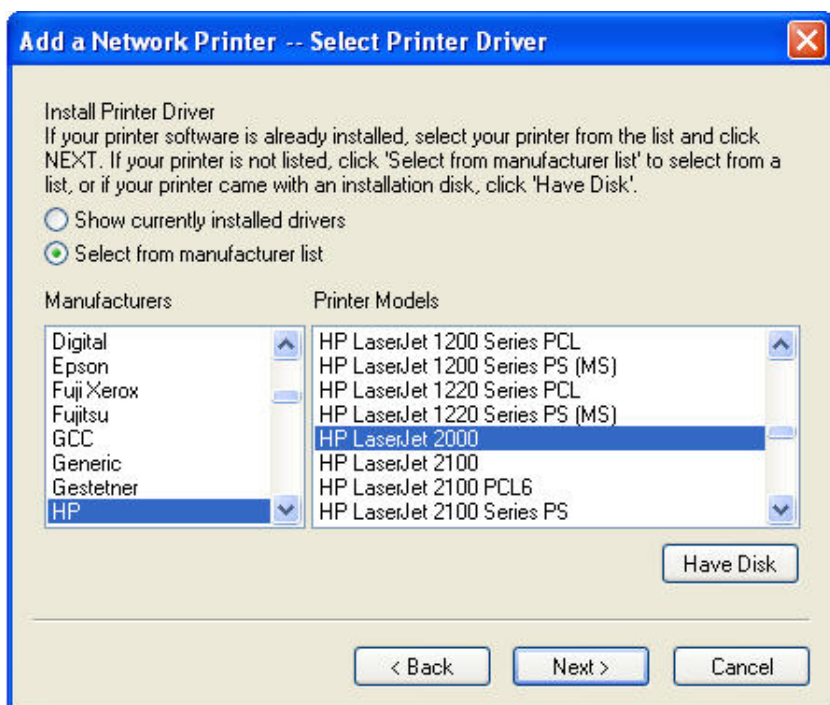 Add a Network Printer -- Select Printer Driver
Install Printer Driver
If your printer software is already installed, select your printer from the list and click
NEXT. If your printer is not listed, click 'Select from manufacturer list' to select from a
list, or if your printer came with an installation disk, click 'Have Disk'.
Show currently installed drivers
Select from manufacturer list
Manufacturers
Digital
Epson
Fuji Xerox
Fujitsu
GCC
Generic
Gestetner
HP
Printer Models
HP LaserJet 1200 Series PCL
HP LaserJet 1200 Series PS (MS)
HP LaserJet 1220 Series PCL
HP LaserJet 1220 Series PS (MS)
HP LaserJet 2000
HP LaserJet 2100
HP LaserJet 2100 PCL6
HP LaserJet 2100 Series PS
Have Disk
< Back
Next >
Cancel